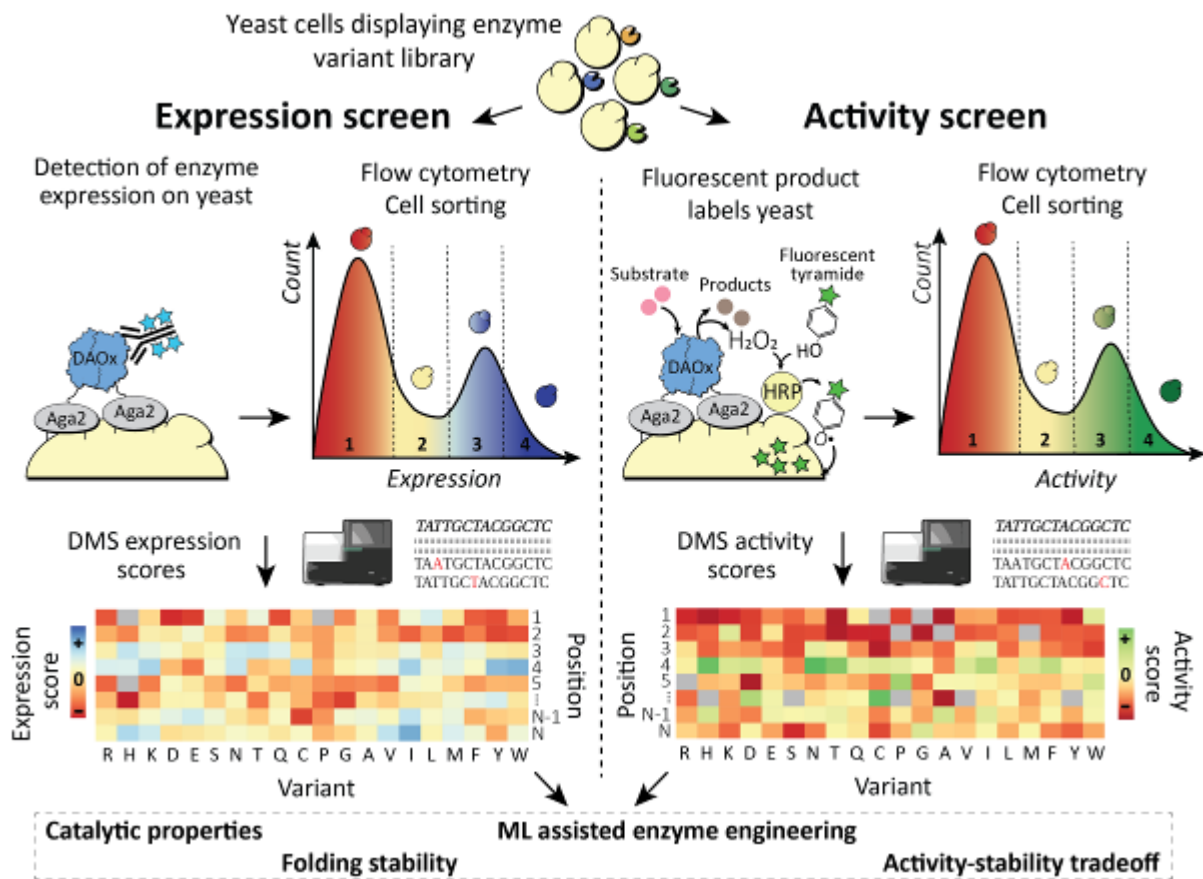 Yeast cells displaying enzyme
variant library
Expression screen
Activity screen
Detection of enzyme
expression on yeast
Flow cytometry
Cell sorting
Count
1 2 3 4
Expression
DAOx
Aga2 Aga2
Fluorescent product
labels yeast
Substrate
Products
Fluorescent
tyramide
H₂O₂
HO
DAOx
HRP
Aga2 Aga2
O•
Flow cytometry
Cell sorting
Count
1 2 3 4
Activity
DMS expression
scores
TATTGCTACGGCTC
TAATGCTACGGCTC
TATTGCTACGGCTC
DMS activity
scores
TATTGCTACGGCTC
TAATGCTACGGCTC
TATTGCTACGGCTC
Expression
score
+
0
−
1
2
3
4
5
⁞
N-1
N
Position
R H K D E S N T Q C P G A V I L M F Y W
Variant
Position
1
2
3
4
5
⁞
N-1
N
+
0
−
Activity
score
R H K D E S N T Q C P G A V I L M F Y W
Variant
Catalytic properties
ML assisted enzyme engineering
Folding stability
Activity-stability tradeoff